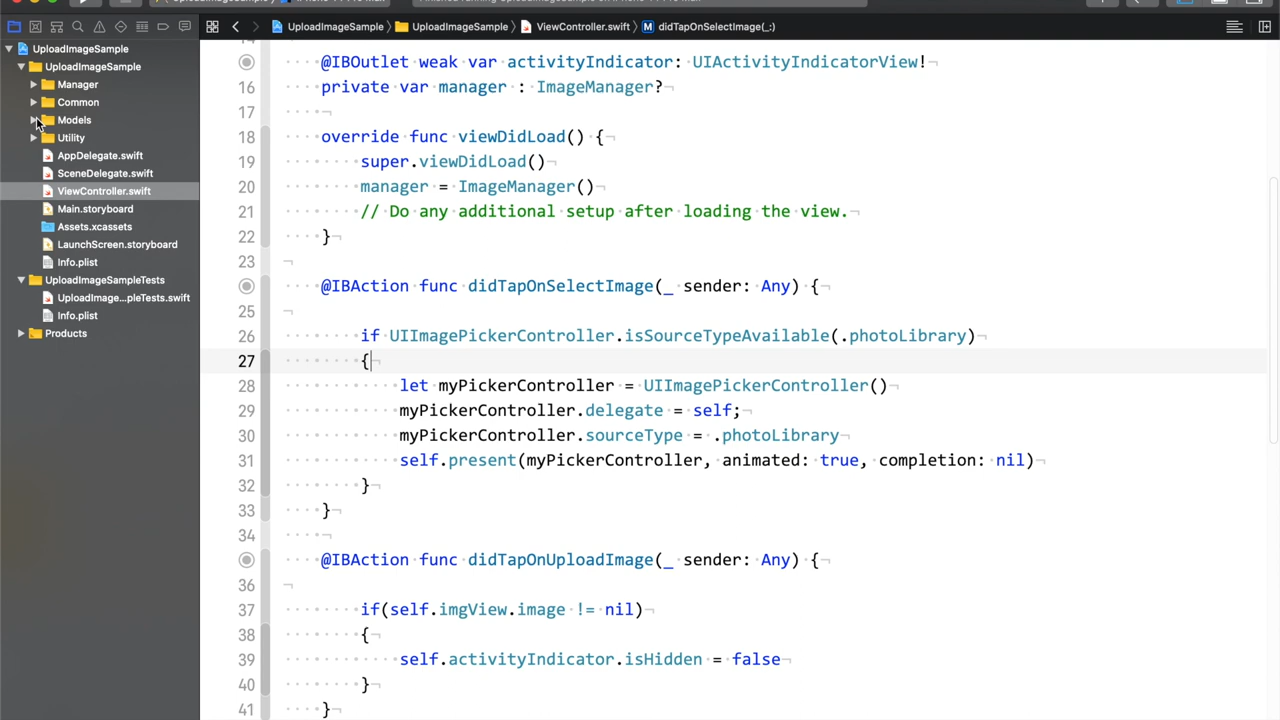 UploadImageSample
UploadImageSample
ViewController.swift
didTapOnSelectImage(_:)
UploadImageSample
UploadImageSample
Manager
Common
Models
Utility
AppDelegate.swift
SceneDelegate.swift
ViewController.swift
Main.storyboard
Assets.xcassets
LaunchScreen.storyboard
Info.plist
UploadImageSampleTests
UploadImage...pleTests.swift
Info.plist
Products
@IBOutlet weak var activityIndicator: UIActivityIndicatorView!
16 private var manager : ImageManager?
17
18 override func viewDidLoad() {
19 super.viewDidLoad()
20 manager = ImageManager()
21 // Do any additional setup after loading the view.
22 }
23
@IBAction func didTapOnSelectImage(_ sender: Any) {
25
26 if UIImagePickerController.isSourceTypeAvailable(.photoLibrary)
27 {
28 let myPickerController = UIImagePickerController()
29 myPickerController.delegate = self;
30 myPickerController.sourceType = .photoLibrary
31 self.present(myPickerController, animated: true, completion: nil)
32 }
33 }
34
@IBAction func didTapOnUploadImage(_ sender: Any) {
36
37 if(self.imgView.image != nil)
38 {
39 self.activityIndicator.isHidden = false
40 }
41 }